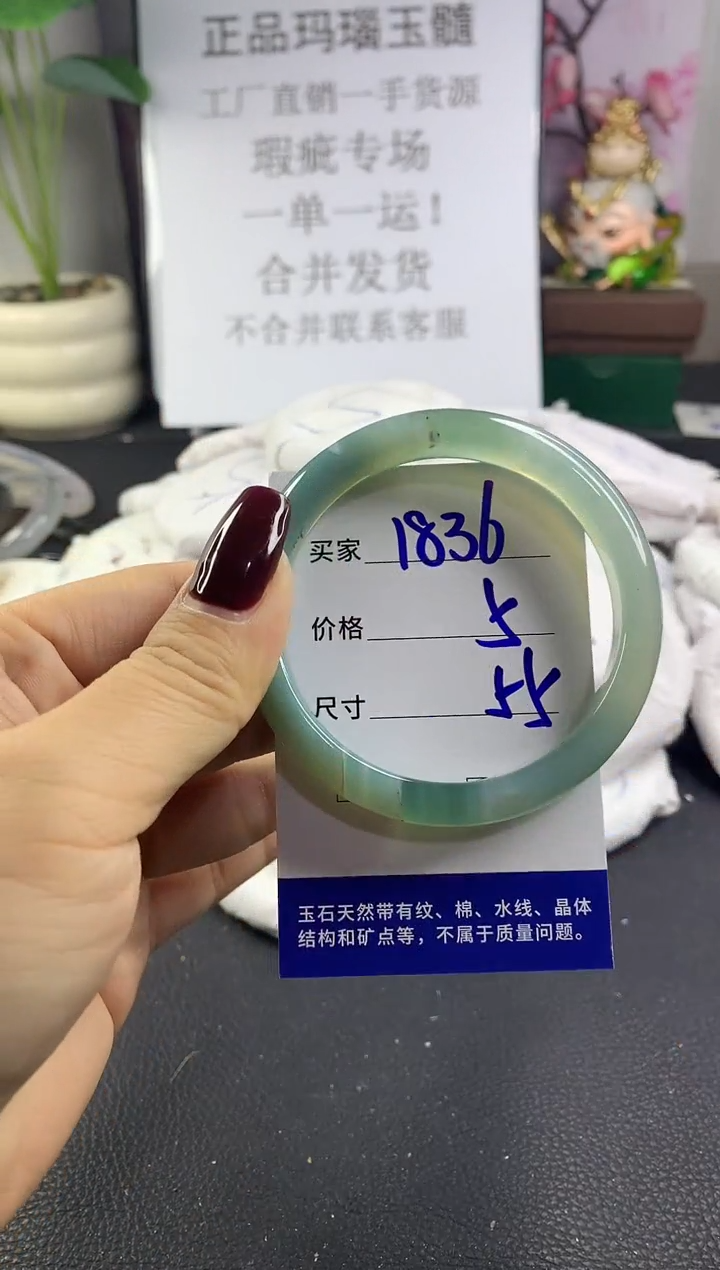 正品玛瑙玉髓
工厂直销一手货源
瑕疵专场
一单一运!
合并发货
不合并联系客服
买家 1836
价格 5
尺寸 55
玉石天然带有纹、棉、水线、晶体
结构和矿点等，不属于质量问题。